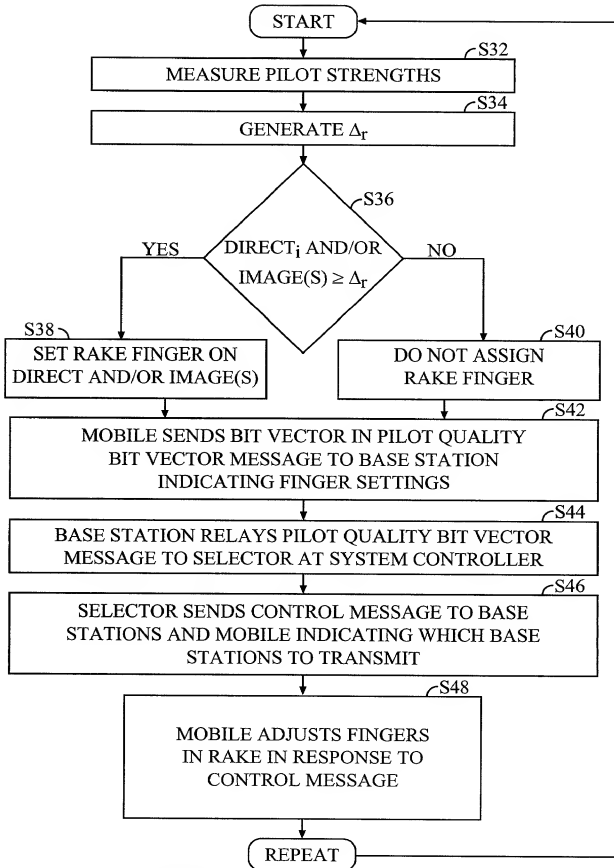 START
S32
MEASURE PILOT STRENGTHS
S34
GENERATE Δr
S36
DIRECTi AND/OR
IMAGE(S) ≥ Δr
YES
NO
S38
SET RAKE FINGER ON
DIRECT AND/OR IMAGE(S)
S40
DO NOT ASSIGN
RAKE FINGER
S42
MOBILE SENDS BIT VECTOR IN PILOT QUALITY
BIT VECTOR MESSAGE TO BASE STATION
INDICATING FINGER SETTINGS
S44
BASE STATION RELAYS PILOT QUALITY BIT VECTOR
MESSAGE TO SELECTOR AT SYSTEM CONTROLLER
S46
SELECTOR SENDS CONTROL MESSAGE TO BASE
STATIONS AND MOBILE INDICATING WHICH BASE
STATIONS TO TRANSMIT
S48
MOBILE ADJUSTS FINGERS
IN RAKE IN RESPONSE TO
CONTROL MESSAGE
REPEAT